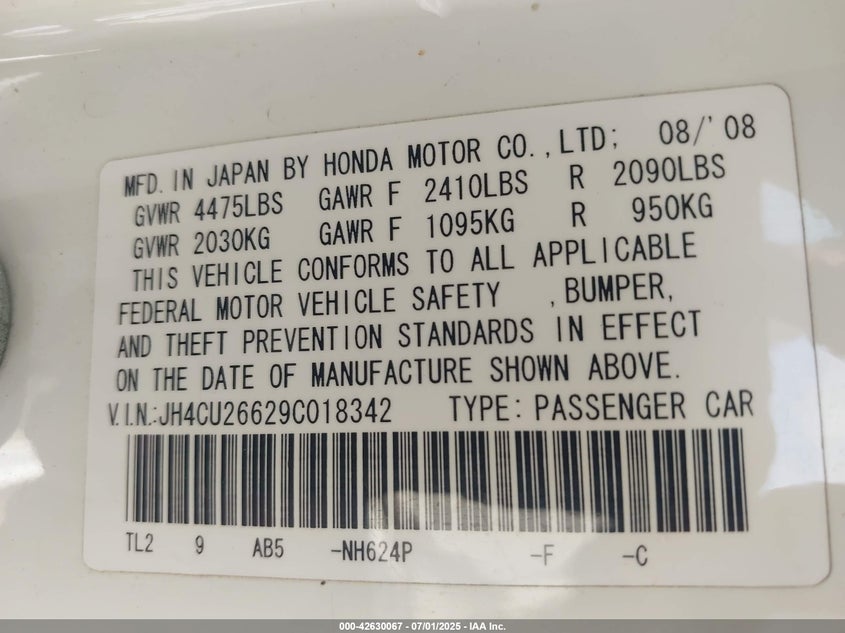 MFD. IN JAPAN BY HONDA MOTOR CO.,LTD; 08/'08
GVWR 4475LBS GAWR F 2410LBS R 2090LBS
GVWR 2030KG GAWR F 1095KG R 950KG
THIS VEHICLE CONFORMS TO ALL APPLICABLE
FEDERAL MOTOR VEHICLE SAFETY , BUMPER,
AND THEFT PREVENTION STANDARDS IN EFFECT
ON THE DATE OF MANUFACTURE SHOWN ABOVE.
V.I.N.:JH4CU26629C018342 TYPE: PASSENGER CAR
TL2 9 AB5 -NH624P -F -C
000-42630067 - 07/01/2025 - IAA Inc.